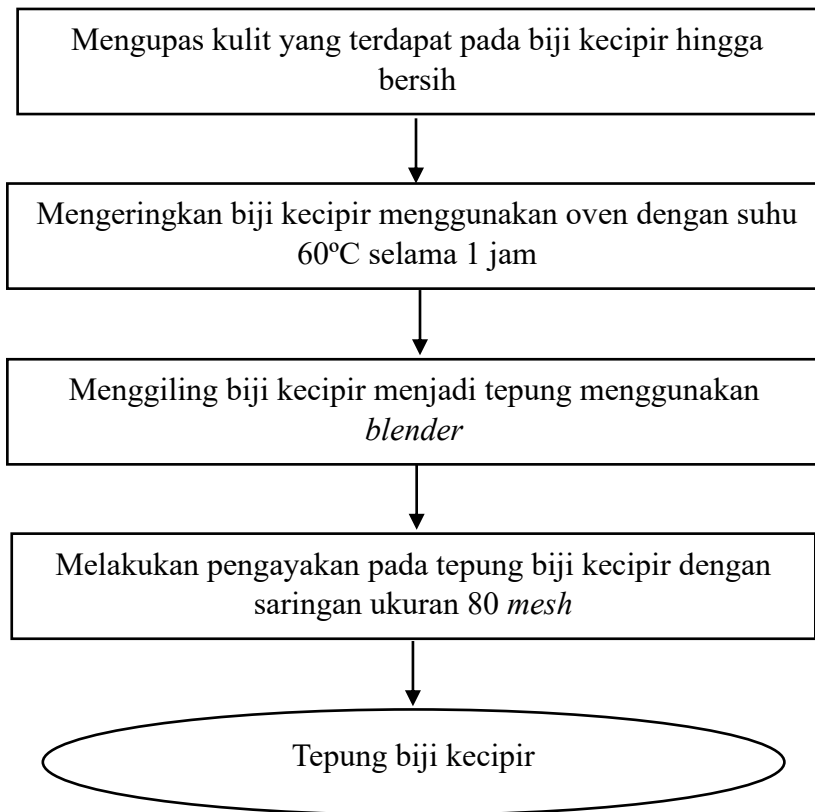 Mengupas kulit yang terdapat pada biji kecipir hingga
bersih
Mengeringkan biji kecipir menggunakan oven dengan suhu
60ºC selama 1 jam
Menggiling biji kecipir menjadi tepung menggunakan
blender
Melakukan pengayakan pada tepung biji kecipir dengan
saringan ukuran 80 mesh
Tepung biji kecipir